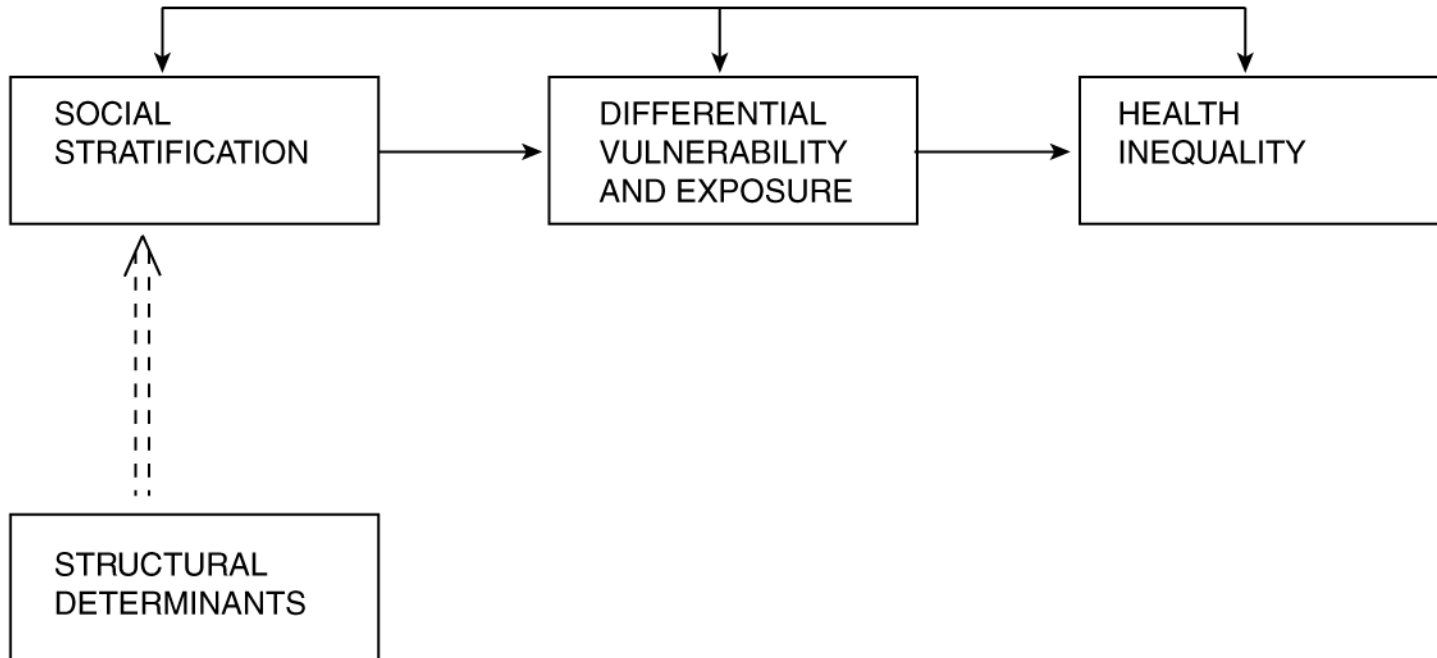 SOCIAL
STRATIFICATION
DIFFERENTIAL
VULNERABILITY
AND EXPOSURE
HEALTH
INEQUALITY
STRUCTURAL
DETERMINANTS